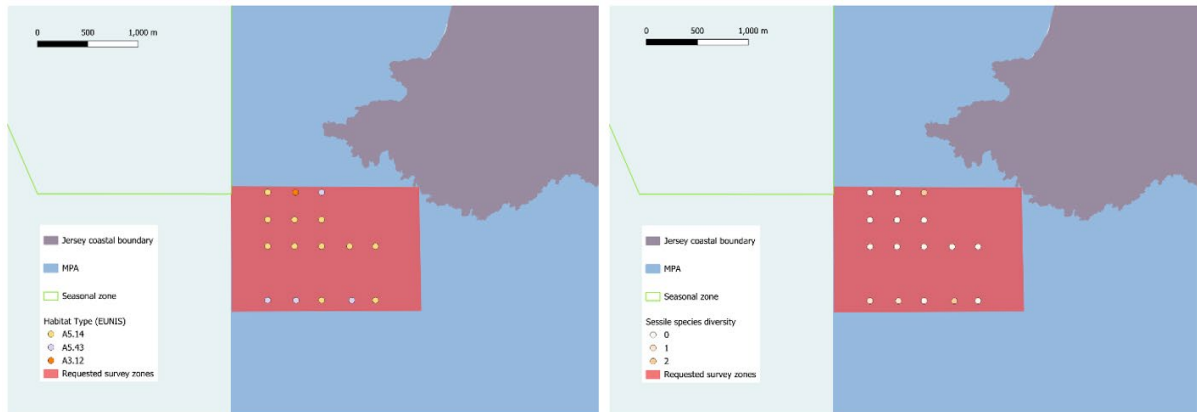 0 500 1,000 m
Jersey coastal boundary
MPA
Seasonal zone
Habitat Type (EUNIS)
A5.14
A5.43
A3.12
Requested survey zones
0 500 1,000 m
Jersey coastal boundary
MPA
Seasonal zone
Sessile species diversity
0
1
2
Requested survey zones